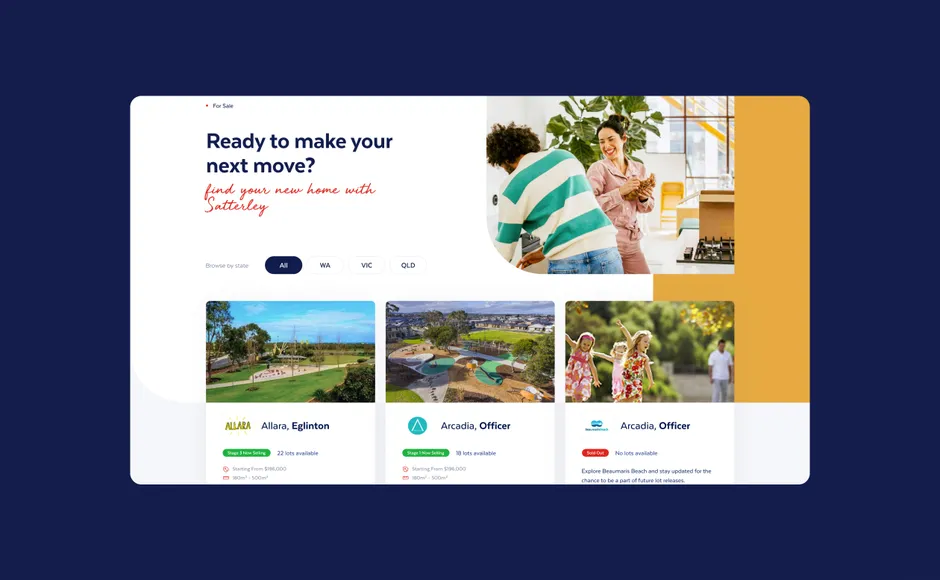 For Sale
Ready to make your
next move?
find your new home with
Satterley
Browse by state:
All
WA
VIC
QLD
ALLARA
Allara, Eglinton
Stage 3 Now Selling
22 lots available
Starting From $186,000
180m² - 500m²
Arcadia, Officer
Stage 1 Now Selling
18 lots available
Starting From $186,000
180m² - 500m²
Arcadia, Officer
Sold Out
No lots available
Explore Beaumaris Beach and stay updated for the
chance to be a part of future lot releases.